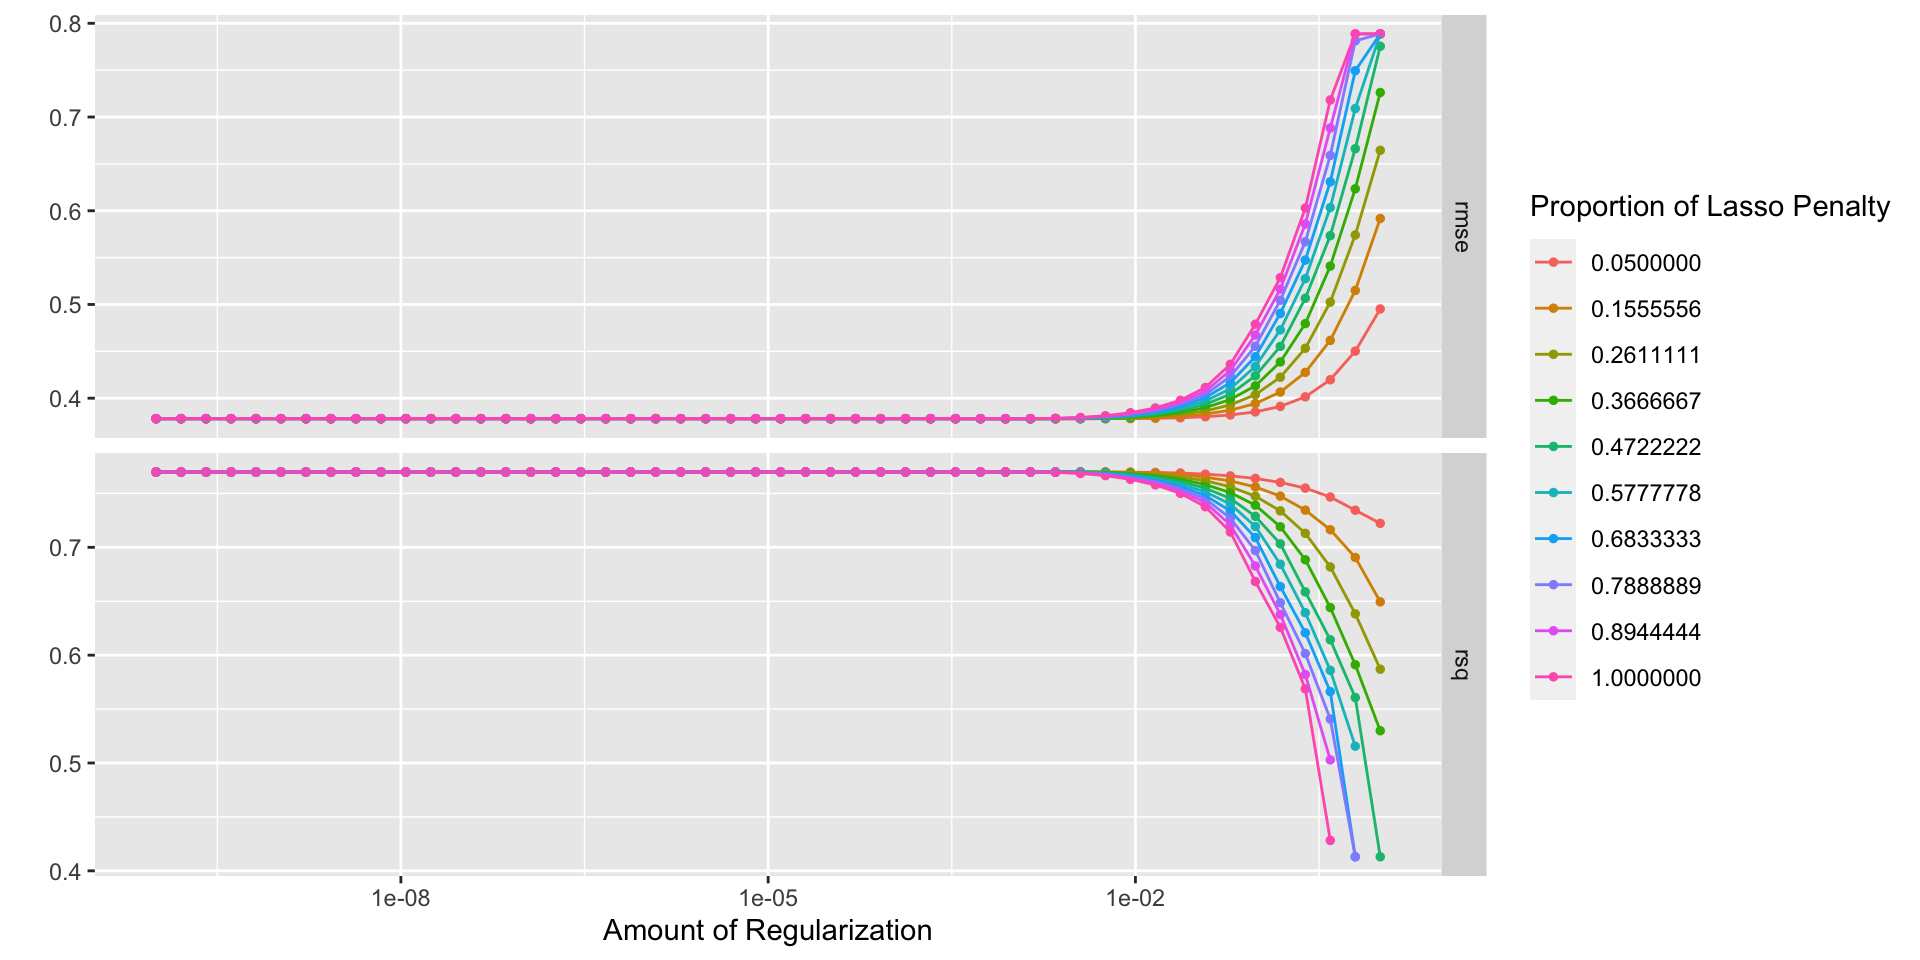 0.8
0.7
0.6
0.5
0.4
rmse
0.7
0.6
0.5
0.4
rsq
1e-08
1e-05
1e-02
Amount of Regularization
Proportion of Lasso Penalty
0.0500000
0.1555556
0.2611111
0.3666667
0.4722222
0.5777778
0.6833333
0.7888889
0.8944444
1.0000000